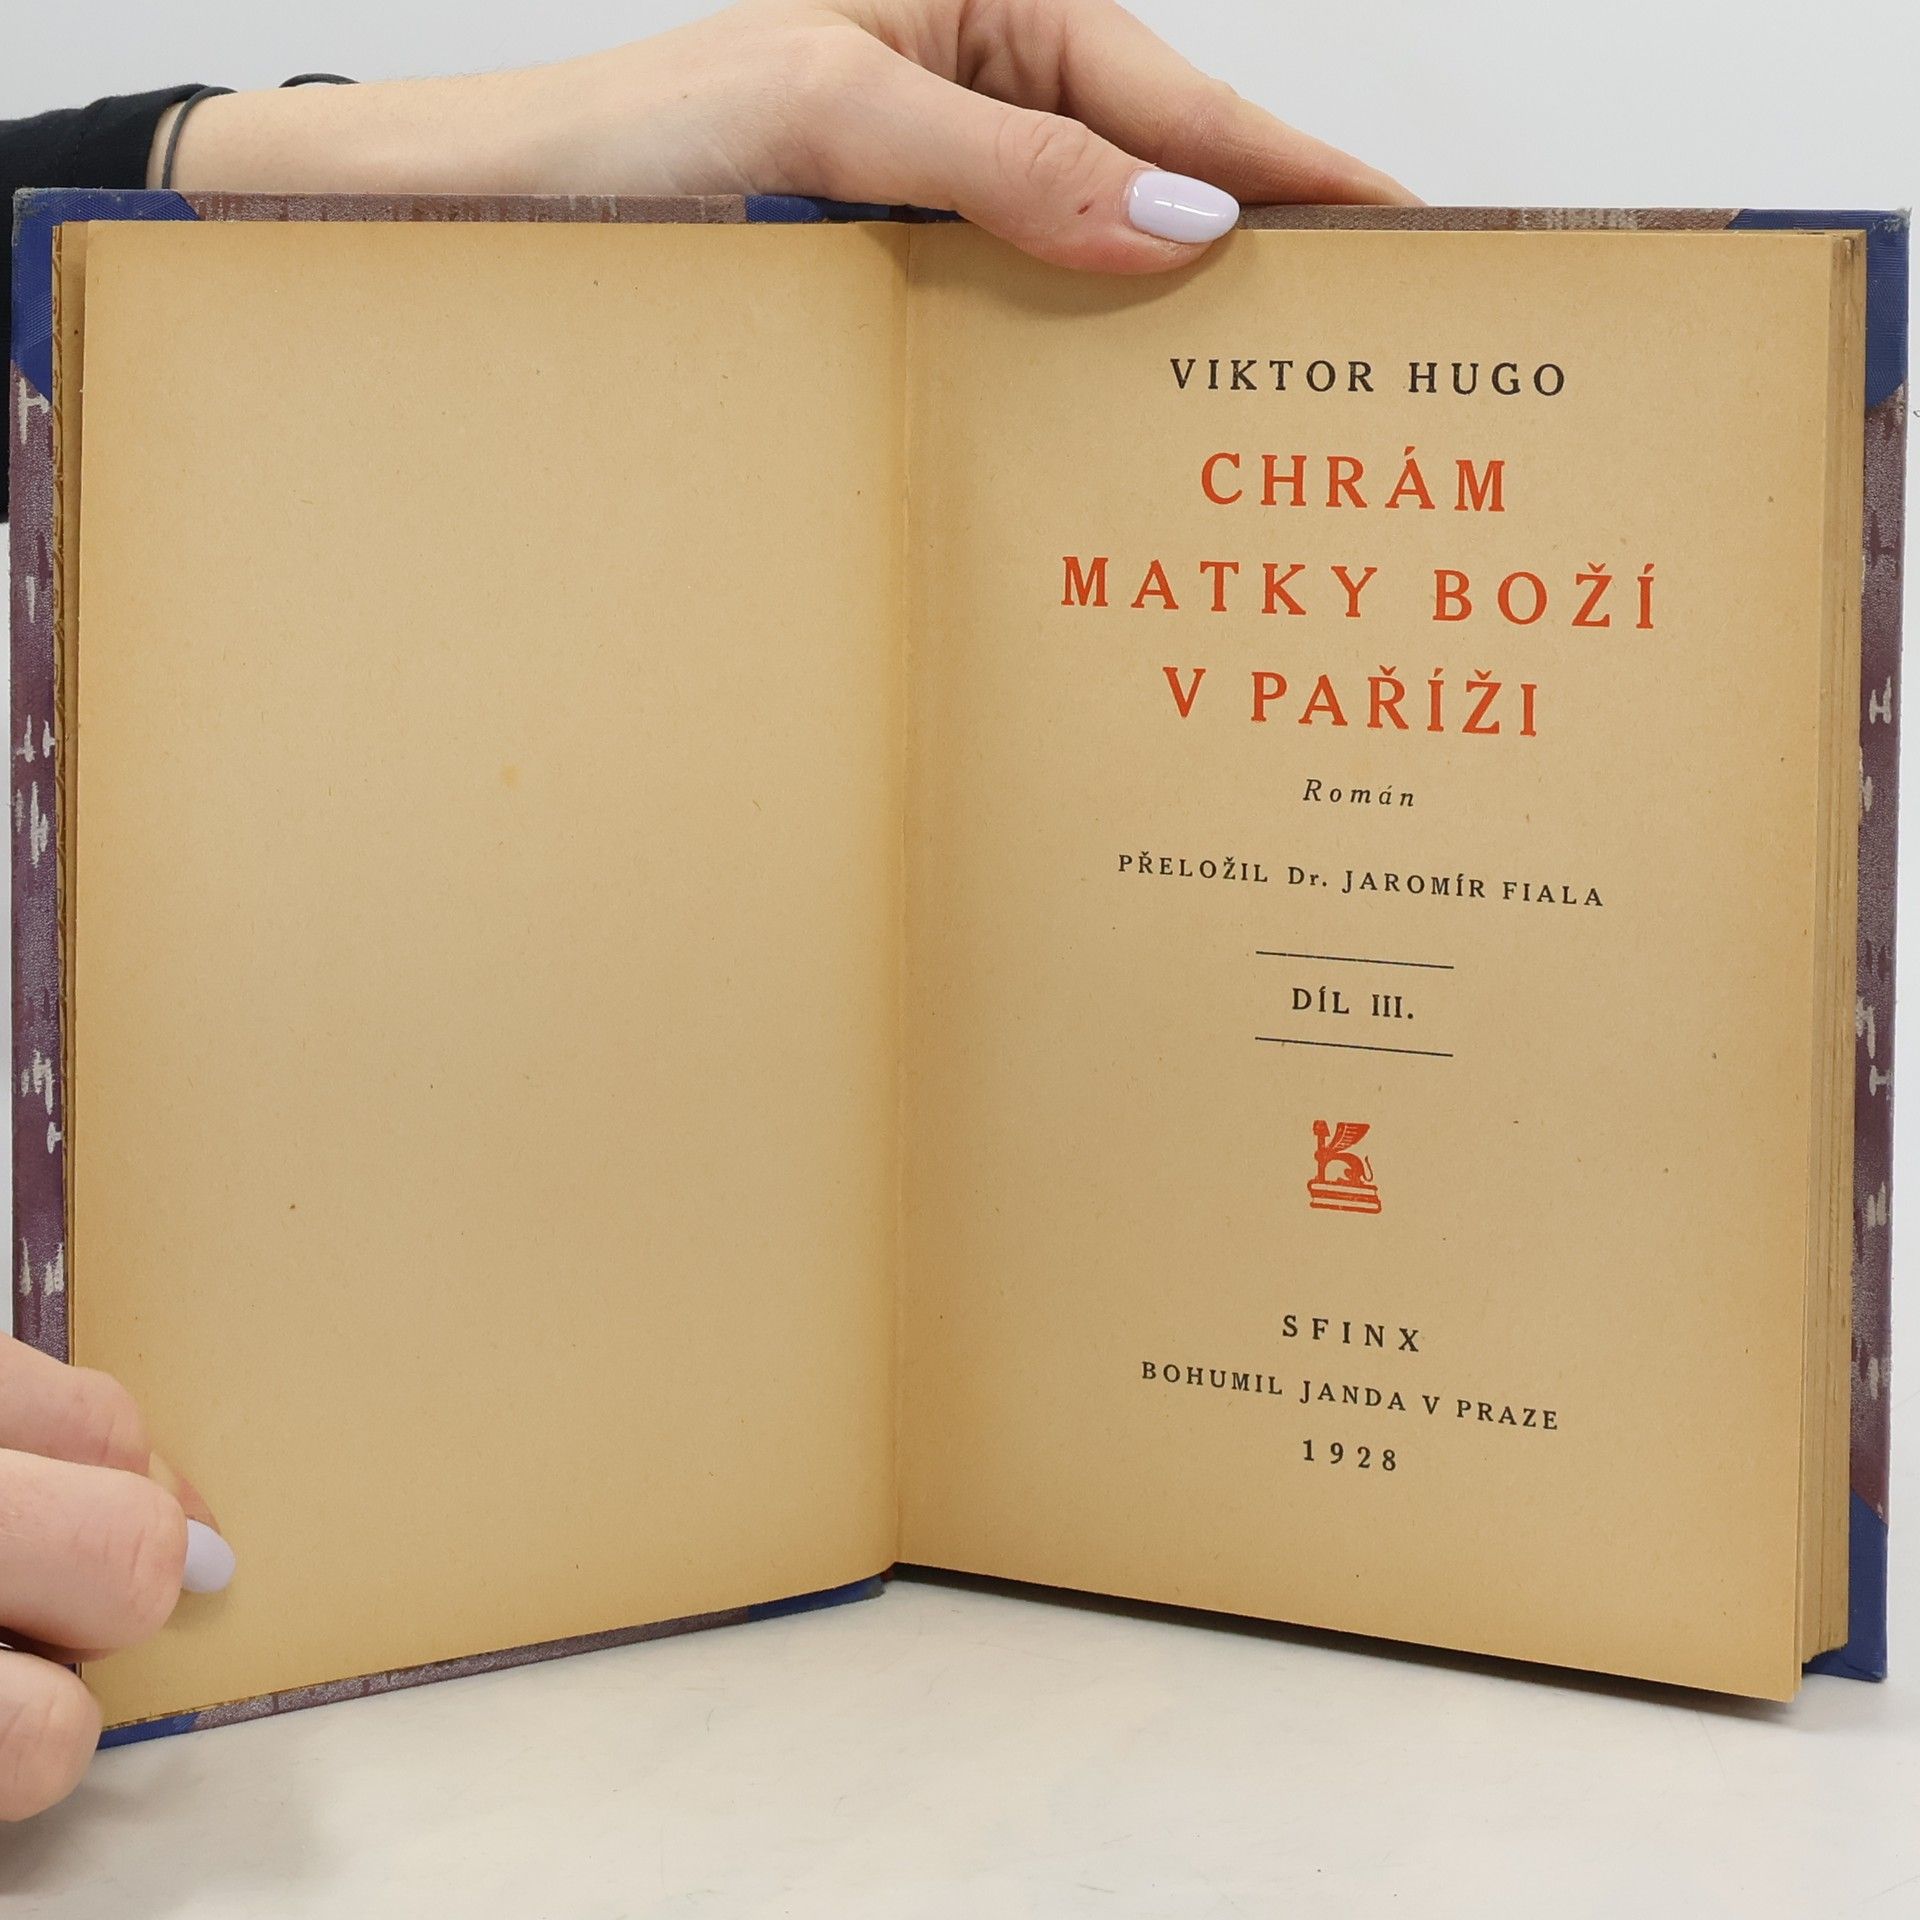 VIKTOR HUGO
CHRÁM
MATKY BOŽÍ
V PAŘÍŽI
Román
PŘELOŽIL Dr. JAROMÍR FIALA
DÍL III.
SFINX
BOHUMIL JANDA V PRAZE
1928